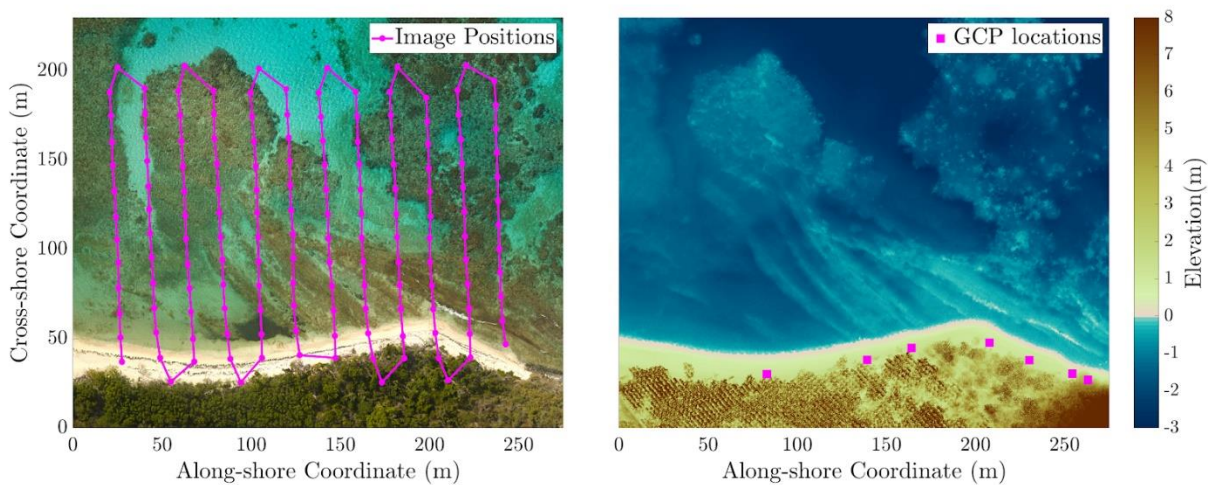 Image Positions
200
150
100
50
0
Cross-shore Coordinate (m)
0 50 100 150 200 250
Along-shore Coordinate (m)
GCP locations
50 100 150 200 250
Along-shore Coordinate (m)
8
7
6
5
4
3
2
1
0
-1
-2
-3
Elevation(m)